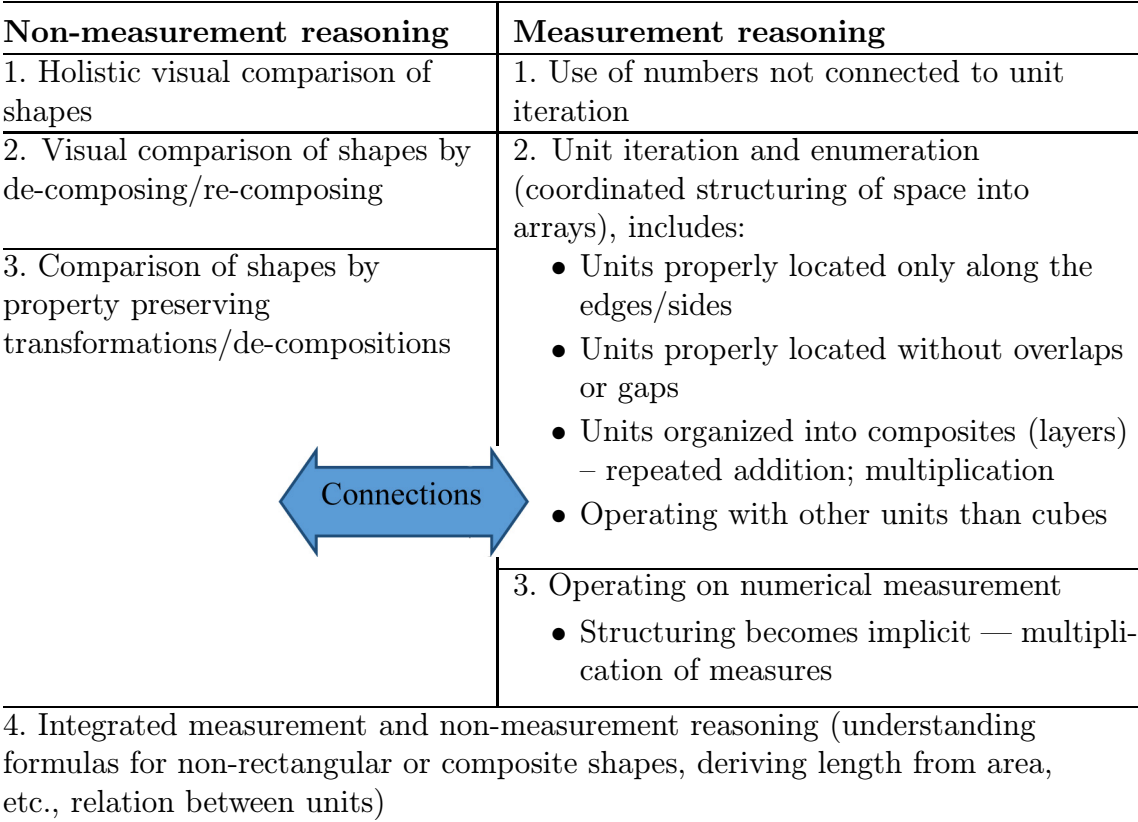 Non-measurement reasoning
Measurement reasoning
1. Holistic visual comparison of
shapes
1. Use of numbers not connected to unit
iteration
2. Visual comparison of shapes by
de-composing/re-composing
3. Comparison of shapes by
property preserving
transformations/de-compositions
2. Unit iteration and enumeration
(coordinated structuring of space into
arrays), includes:
• Units properly located only along the
edges/sides
• Units properly located without overlaps
or gaps
• Units organized into composites (layers)
– repeated addition; multiplication
• Operating with other units than cubes
Connections
3. Operating on numerical measurement
• Structuring becomes implicit — multipli-
cation of measures
4. Integrated measurement and non-measurement reasoning (understanding
formulas for non-rectangular or composite shapes, deriving length from area,
etc., relation between units)